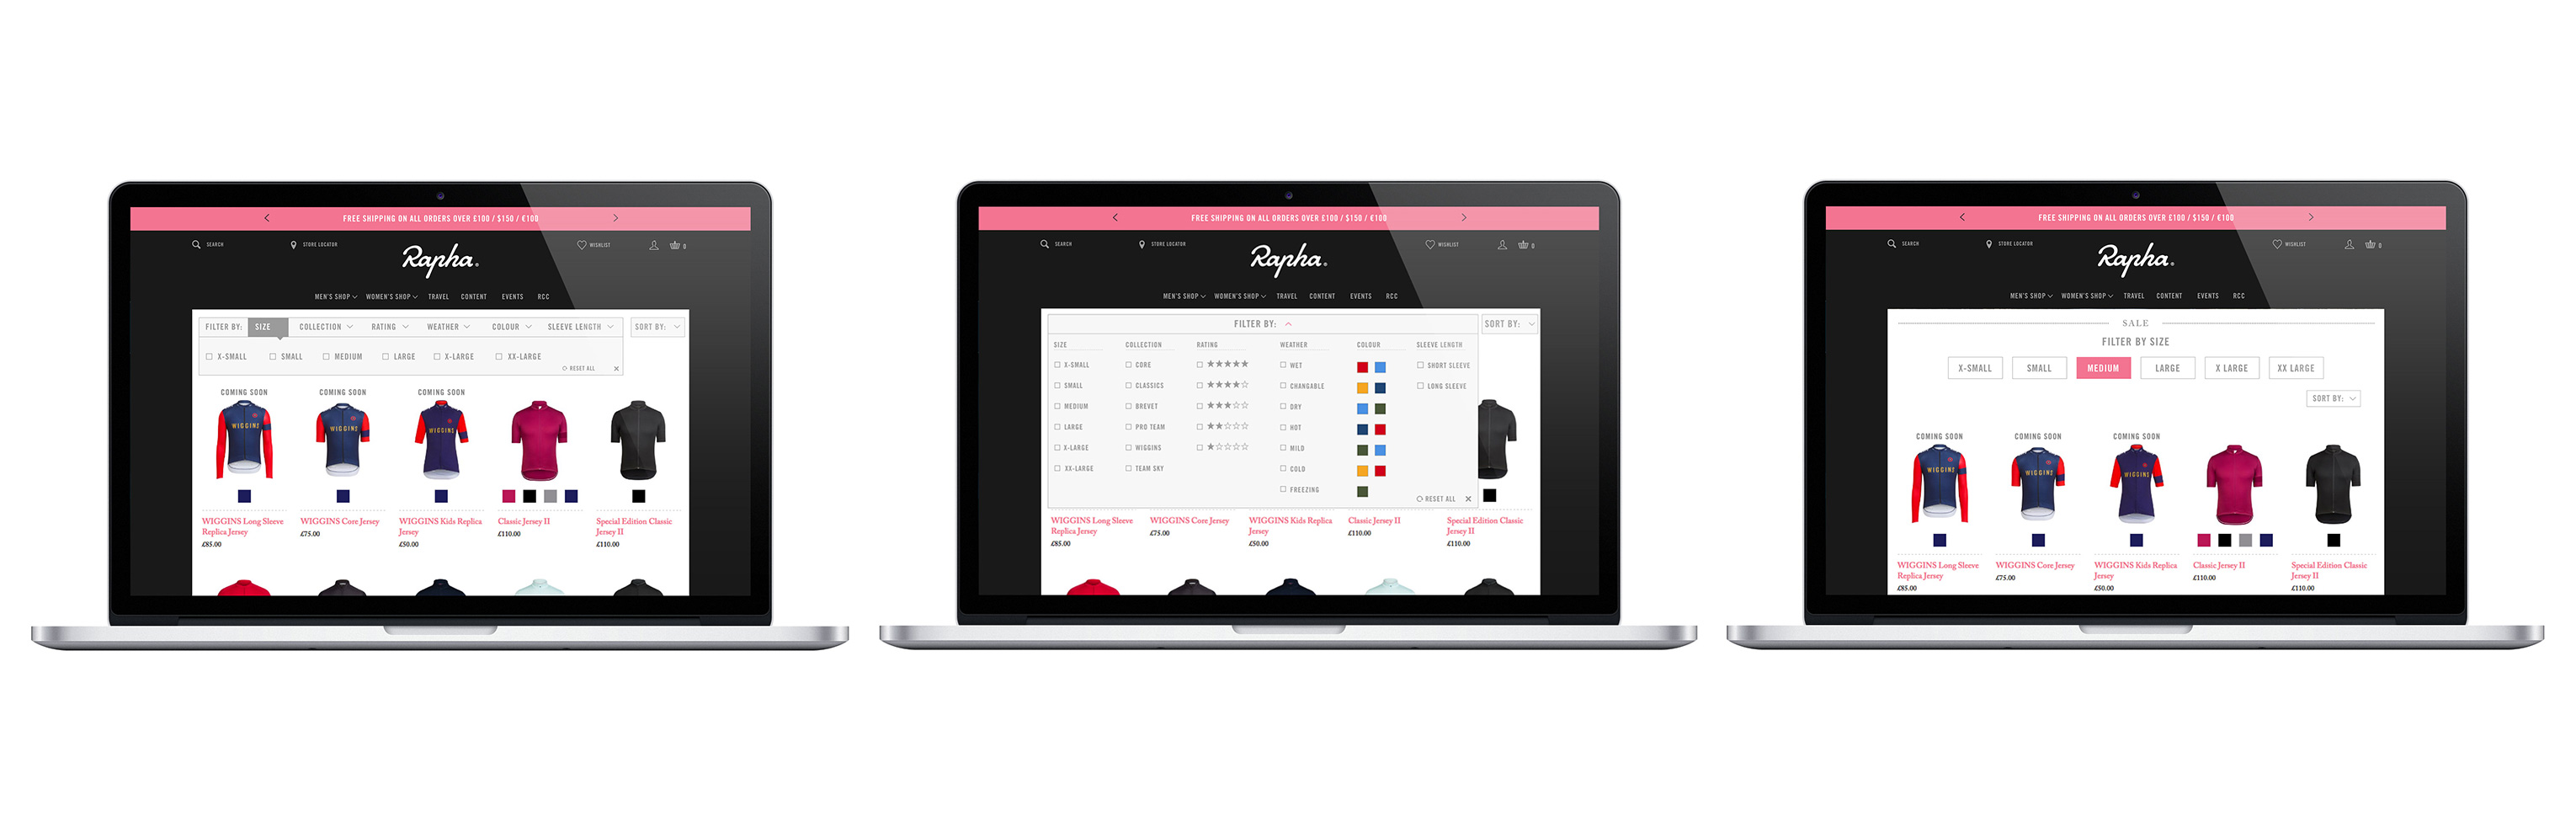 FREE SHIPPING ON ALL ORDERS OVER £100 / $150 / €100
SEARCH STORE LOCATOR WISHLIST 0
Rapha®
MEN'S SHOP WOMEN'S SHOP TRAVEL CONTENT EVENTS RCC
FILTER BY: SIZE COLLECTION RATING WEATHER COLOUR SLEEVE LENGTH SORT BY:
X-SMALL SMALL MEDIUM LARGE X-LARGE XX-LARGE
RESET ALL
COMING SOON COMING SOON COMING SOON
WIGGINS WIGGINS WIGGINS
WIGGINS Long Sleeve WIGGINS Core Jersey WIGGINS Kids Replica Classic Jersey II Special Edition Classic
Replica Jersey £75.00 Jersey £110.00 Jersey II
£85.00 £50.00 £110.00
FREE SHIPPING ON ALL ORDERS OVER £100 / $150 / €100
SEARCH STORE LOCATOR WISHLIST 0
Rapha®
MEN'S SHOP WOMEN'S SHOP TRAVEL CONTENT EVENTS RCC
FILTER BY: SORT BY:
SIZE COLLECTION RATING WEATHER COLOUR SLEEVE LENGTH
X-SMALL CORE WET SHORT SLEEVE
SMALL CLASSICS CHANGABLE LONG SLEEVE
MEDIUM BREVET DRY
LARGE PRO TEAM HOT
X-LARGE WIGGINS MILD
XX-LARGE TEAM SKY COLD
FREEZING
RESET ALL
WIGGINS Long Sleeve WIGGINS Core Jersey WIGGINS Kids Replica Classic Jersey II Special Edition Classic
Replica Jersey £75.00 Jersey £110.00 Jersey II
£85.00 £50.00 £110.00
FREE SHIPPING ON ALL ORDERS OVER £100 / $150 / €100
SEARCH STORE LOCATOR WISHLIST 0
Rapha®
MEN'S SHOP WOMEN'S SHOP TRAVEL CONTENT EVENTS RCC
SALE
FILTER BY SIZE
X-SMALL SMALL MEDIUM LARGE X LARGE XX LARGE
SORT BY:
COMING SOON COMING SOON COMING SOON
WIGGINS WIGGINS WIGGINS
WIGGINS Long Sleeve WIGGINS Core Jersey WIGGINS Kids Replica Classic Jersey II Special Edition Classic
Replica Jersey £75.00 Jersey £110.00 Jersey II
£85.00 £50.00 £110.00